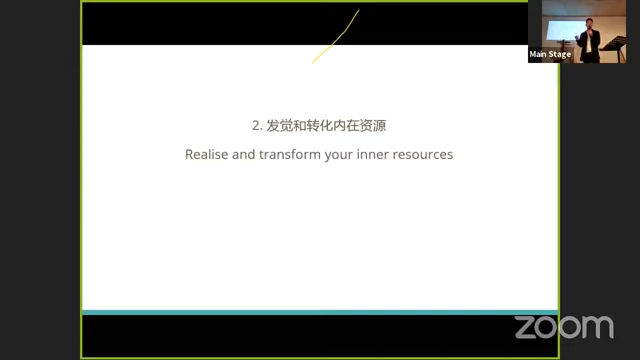 Main Stage
2. 发觉和转化内在资源
Realise and transform your inner resources
zoom